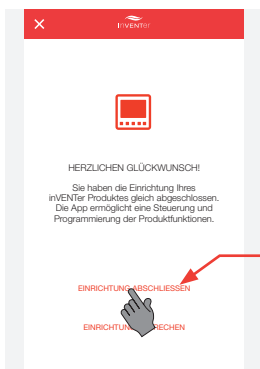 inVENTer
HERZLICHEN GLÜCKWUNSCH!
Sie haben die Einrichtung Ihres
inVENTer Produktes gleich abgeschlossen.
Die App ermöglicht eine Steuerung und
Programmierung der Produktfunktionen.
EINRICHTUNG ABSCHLIESSEN